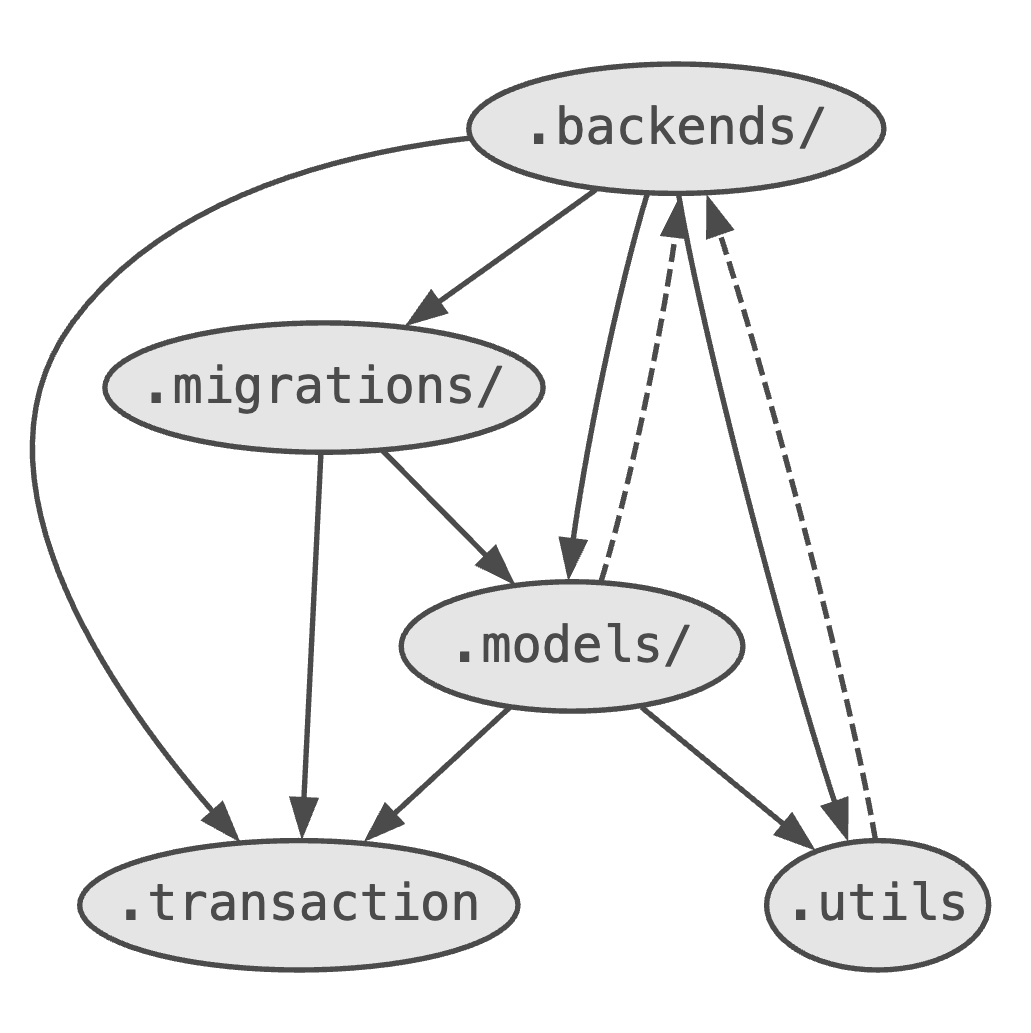 .backends/
.migrations/
.models/
.transaction
.utils